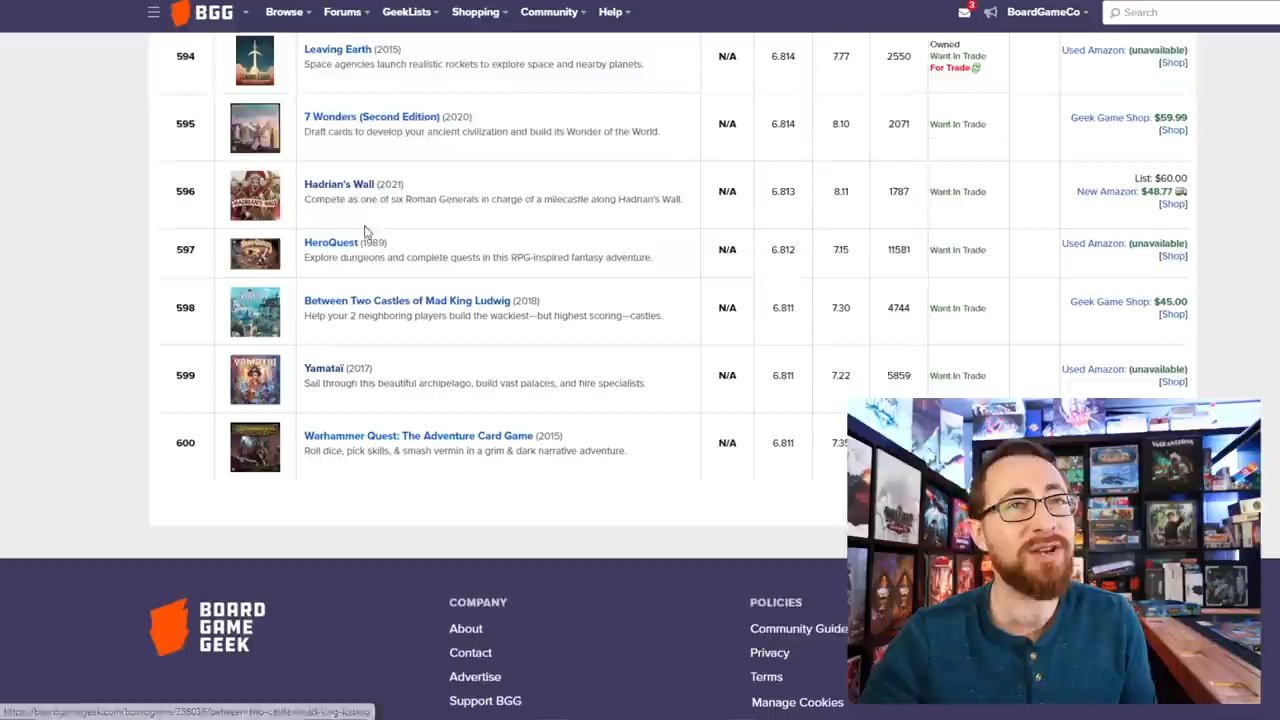 BGG Browse Forums GeekLists Shopping Community Help 3 BoardGameCo Search
594 Leaving Earth (2015) N/A 6.814 7.77 2550 Owned Used Amazon: (unavailable)
Space agencies launch realistic rockets to explore space and nearby planets. Want In Trade [Shop]
For Trade
595 7 Wonders (Second Edition) (2020) N/A 6.814 8.10 2071 Want In Trade Geek Game Shop: $59.99
Draft cards to develop your ancient civilization and build its Wonder of the World. [Shop]
596 Hadrian's Wall (2021) N/A 6.813 8.11 1787 Want In Trade List: $60.00
Compete as one of six Roman Generals in charge of a milecastle along Hadrian's Wall. New Amazon: $48.77
[Shop]
597 HeroQuest (1989) N/A 6.812 7.15 11581 Want In Trade Used Amazon: (unavailable)
Explore dungeons and complete quests in this RPG-inspired fantasy adventure. [Shop]
598 Between Two Castles of Mad King Ludwig (2018) N/A 6.811 7.30 4744 Want In Trade Geek Game Shop: $45.00
Help your 2 neighboring players build the wackiest—but highest scoring—castles. [Shop]
599 Yamataï (2017) N/A 6.811 7.22 5859 Want In Trade Used Amazon: (unavailable)
Sail through this beautiful archipelago, build vast palaces, and hire specialists. [Shop]
600 Warhammer Quest: The Adventure Card Game (2015) N/A 6.811 7.35
Roll dice, pick skills, & smash vermin in a grim & dark narrative adventure.
BOARD
GAME
GEEK
COMPANY
About
Contact
Advertise
Support BGG
POLICIES
Community Guide
Privacy
Terms
Manage Cookies